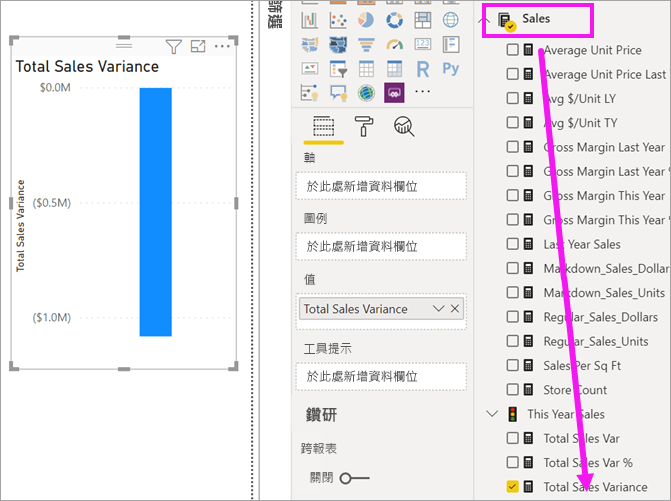 Total Sales Variance
$0.0M
($0.5M)
($1.0M)
Total Sales Variance
篩選
123
R
Py
軸
於此處新增資料欄位
圖例
於此處新增資料欄位
值
Total Sales Variance
工具提示
於此處新增資料欄位
鑽研
跨報表
關閉
Sales
Average Unit Price
Average Unit Price Last
Avg $/Unit LY
Avg $/Unit TY
Gross Margin Last Year
Gross Margin Last Year %
Gross Margin This Year
Gross Margin This Year %
Last Year Sales
Markdown_Sales_Dollar
Markdown_Sales_Units
Regular_Sales_Dollars
Regular_Sales_Units
Sales Per Sq Ft
Store Count
This Year Sales
Total Sales Var
Total Sales Var %
Total Sales Variance